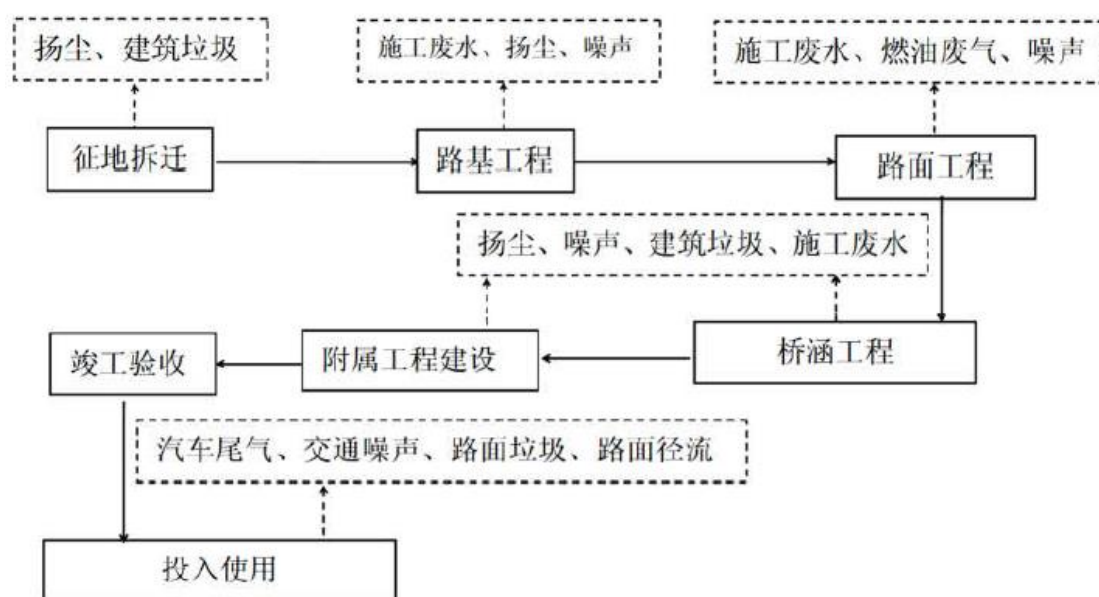 扬尘、建筑垃圾
施工废水、扬尘、噪声
施工废水、燃油废气、噪声
征地拆迁
路基工程
路面工程
扬尘、噪声、建筑垃圾、施工废水
竣工验收
附属工程建设
桥涵工程
汽车尾气、交通噪声、路面垃圾、路面径流
投入使用